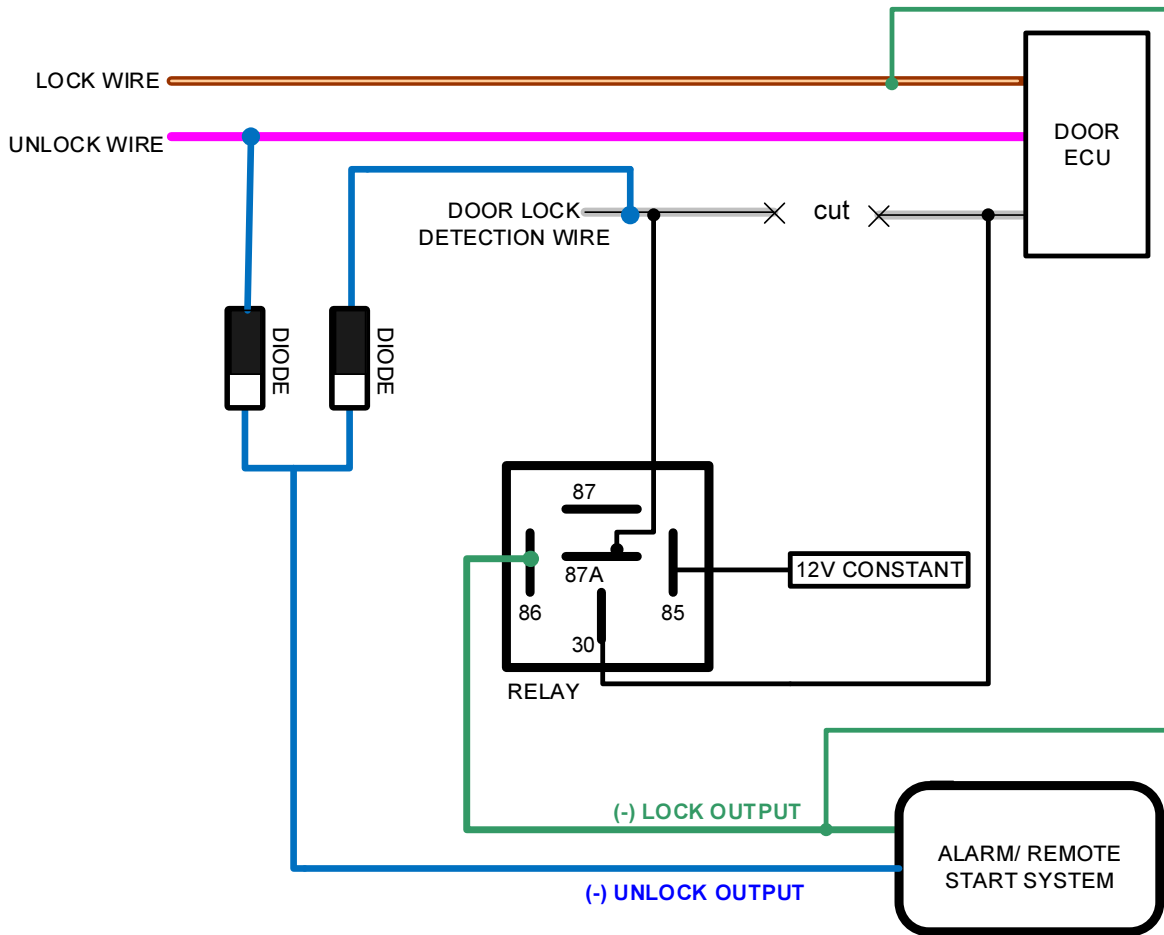 LOCK WIRE
UNLOCK WIRE
DOOR
ECU
DOOR LOCK
DETECTION WIRE
cut
DIODE
DIODE
87
87A
86
85
30
12V CONSTANT
RELAY
(-) LOCK OUTPUT
(-) UNLOCK OUTPUT
ALARM/ REMOTE
START SYSTEM